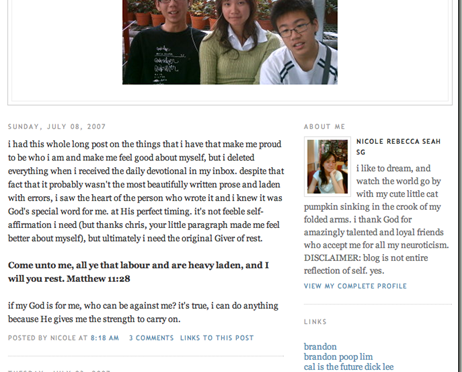 SUNDAY, JULY 08, 2007
i had this whole long post on the things that i have that make me proud
to be who i am and make me feel good about myself, but i deleted
everything when i received the daily devotional in my inbox. despite that
fact that it probably wasn't the most beautifully written prose and laden
with errors, i saw the heart of the person who wrote it and i knew it was
God's special word for me. at His perfect timing. it's not feeble self-
affirmation i need (but thanks chris, your little paragraph made me feel
better about myself), but ultimately i need the original Giver of rest.
Come unto me, all ye that labour and are heavy laden, and I
will you rest. Matthew 11:28
if my God is for me, who can be against me? it's true, i can do anything
because He gives me the strength to carry on.
POSTED BY NICOLE AT 8:18 AM 3 COMMENTS LINKS TO THIS POST
ABOUT ME
NICOLE REBECCA SEAH
SG
i like to dream, and
watch the world go by
with my cute little cat
pumpkin sinking in the crook of my
folded arms. i thank God for
amazingly talented and loyal friends
who accept me for all my neuroticism.
DISCLAIMER: blog is not entire
reflection of self. yes.
VIEW MY COMPLETE PROFILE
LINKS
brandon
brandon poop lim
cal is the future dick lee